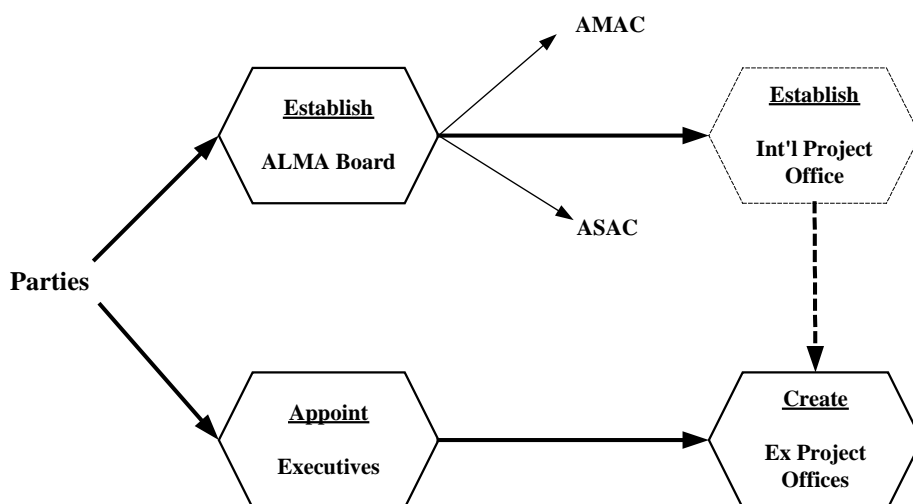 AMAC
Establish
ALMA Board
Establish
Int'l Project
Office
ASAC
Parties
Appoint
Executives
Create
Ex Project
Offices